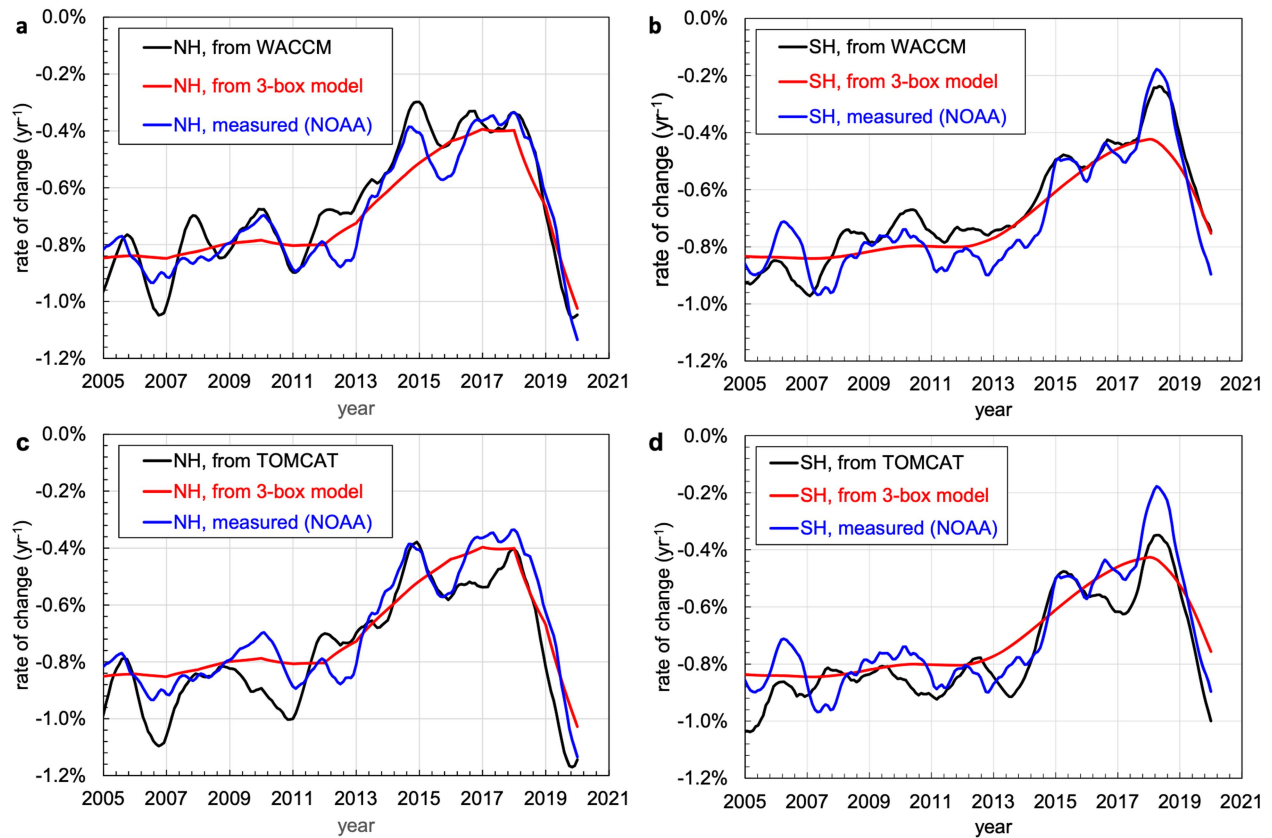 a
NH, from WACCM
NH, from 3-box model
NH, measured (NOAA)
rate of change (yr⁻¹)
0.0%
-0.2%
-0.4%
-0.6%
-0.8%
-1.0%
-1.2%
2005 2007 2009 2011 2013 2015 2017 2019 2021
year
b
SH, from WACCM
SH, from 3-box model
SH, measured (NOAA)
rate of change (yr⁻¹)
0.0%
-0.2%
-0.4%
-0.6%
-0.8%
-1.0%
-1.2%
2005 2007 2009 2011 2013 2015 2017 2019 2021
year
c
NH, from TOMCAT
NH, from 3-box model
NH, measured (NOAA)
rate of change (yr⁻¹)
0.0%
-0.2%
-0.4%
-0.6%
-0.8%
-1.0%
-1.2%
2005 2007 2009 2011 2013 2015 2017 2019 2021
year
d
SH, from TOMCAT
SH, from 3-box model
SH, measured (NOAA)
rate of change (yr⁻¹)
0.0%
-0.2%
-0.4%
-0.6%
-0.8%
-1.0%
-1.2%
2005 2007 2009 2011 2013 2015 2017 2019 2021
year